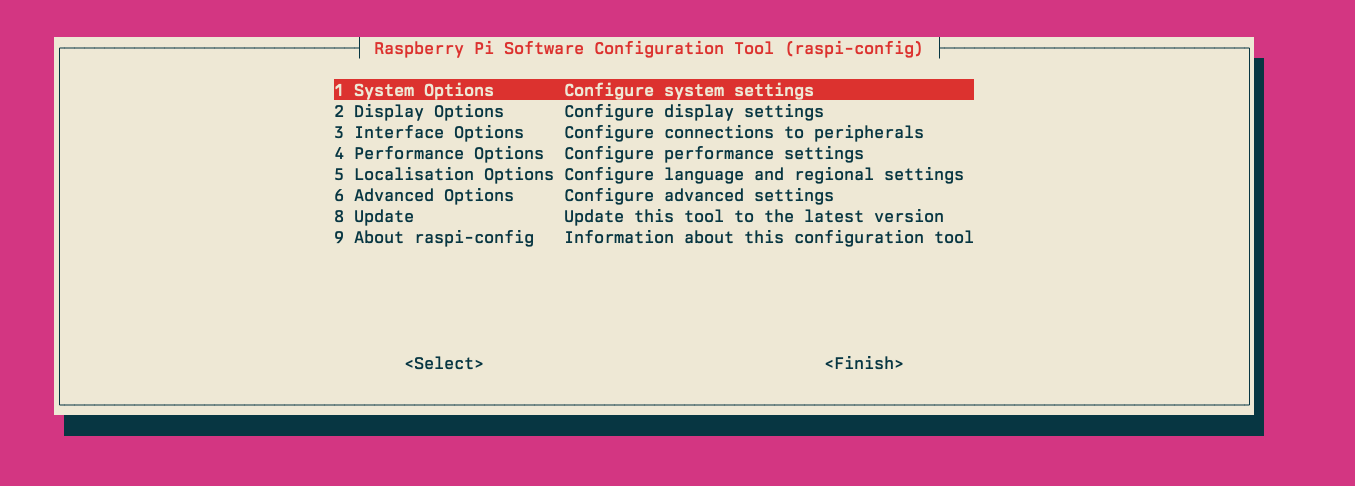 Raspberry Pi Software Configuration Tool (raspi-config)
1 System Options       Configure system settings
2 Display Options      Configure display settings
3 Interface Options    Configure connections to peripherals
4 Performance Options  Configure performance settings
5 Localisation Options Configure language and regional settings
6 Advanced Options     Configure advanced settings
8 Update               Update this tool to the latest version
9 About raspi-config   Information about this configuration tool
<Select>                                  <Finish>